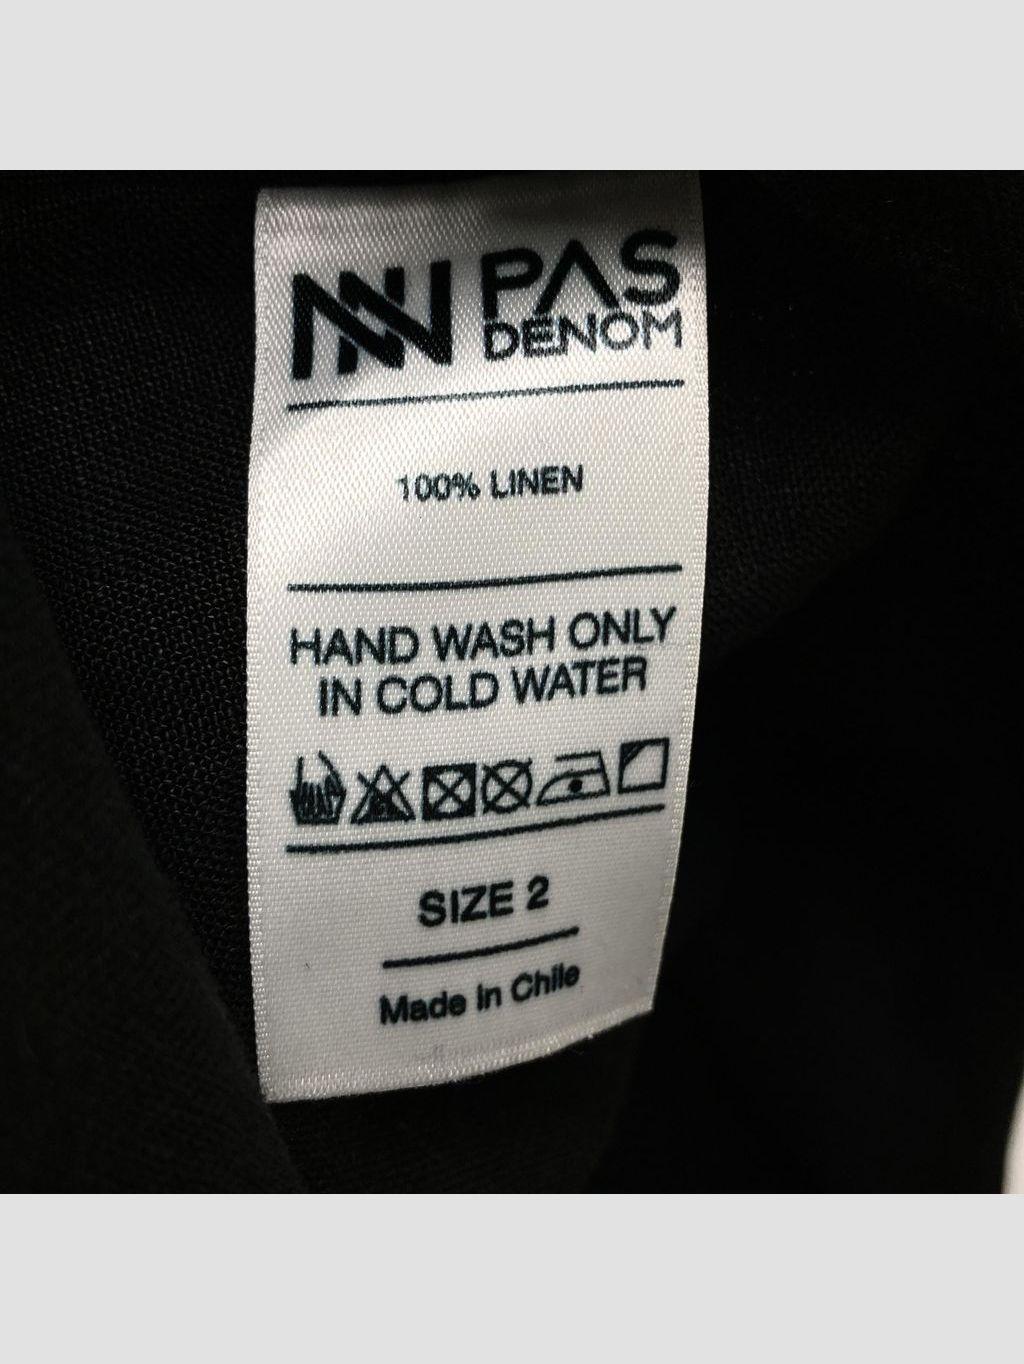 PAS
DENOM
100% LINEN
HAND WASH ONLY
IN COLD WATER
SIZE 2
Made in Chile